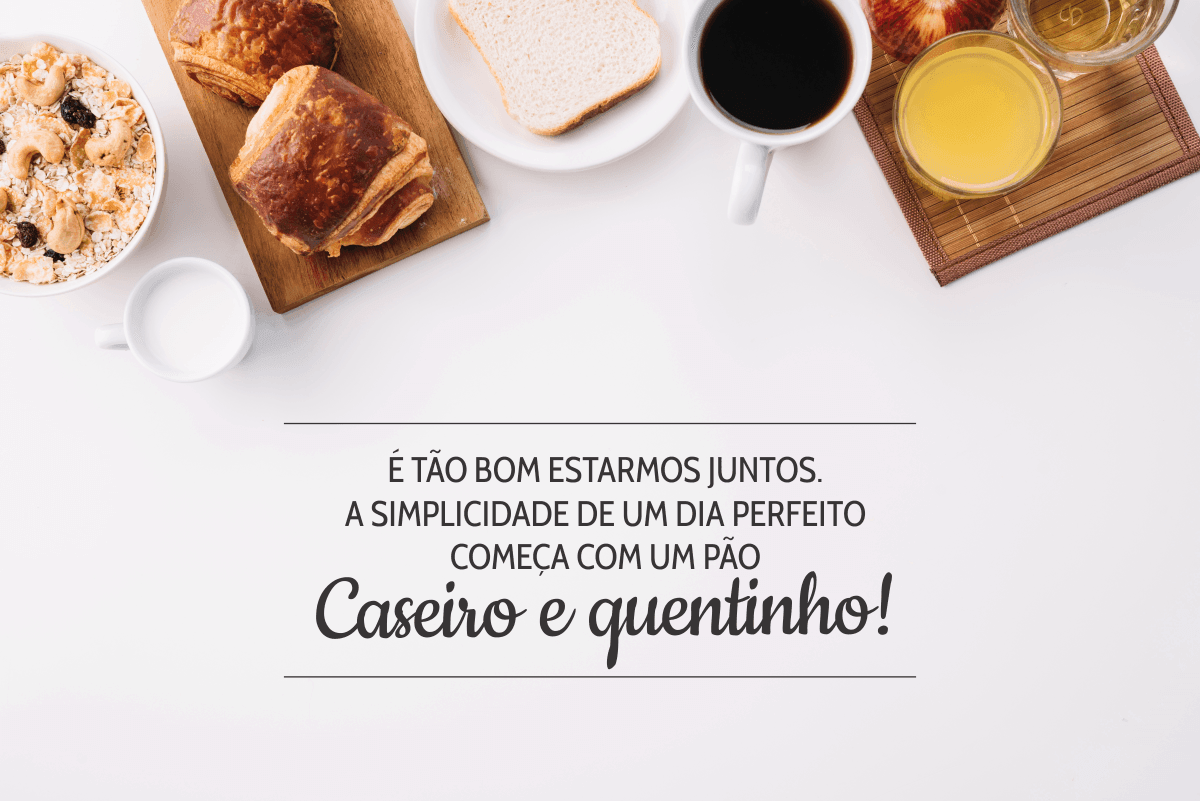 É TÃO BOM ESTARMOS JUNTOS.
A SIMPLICIDADE DE UM DIA PERFEITO
COMEÇA COM UM PÃO
Caseiro e quentinho!